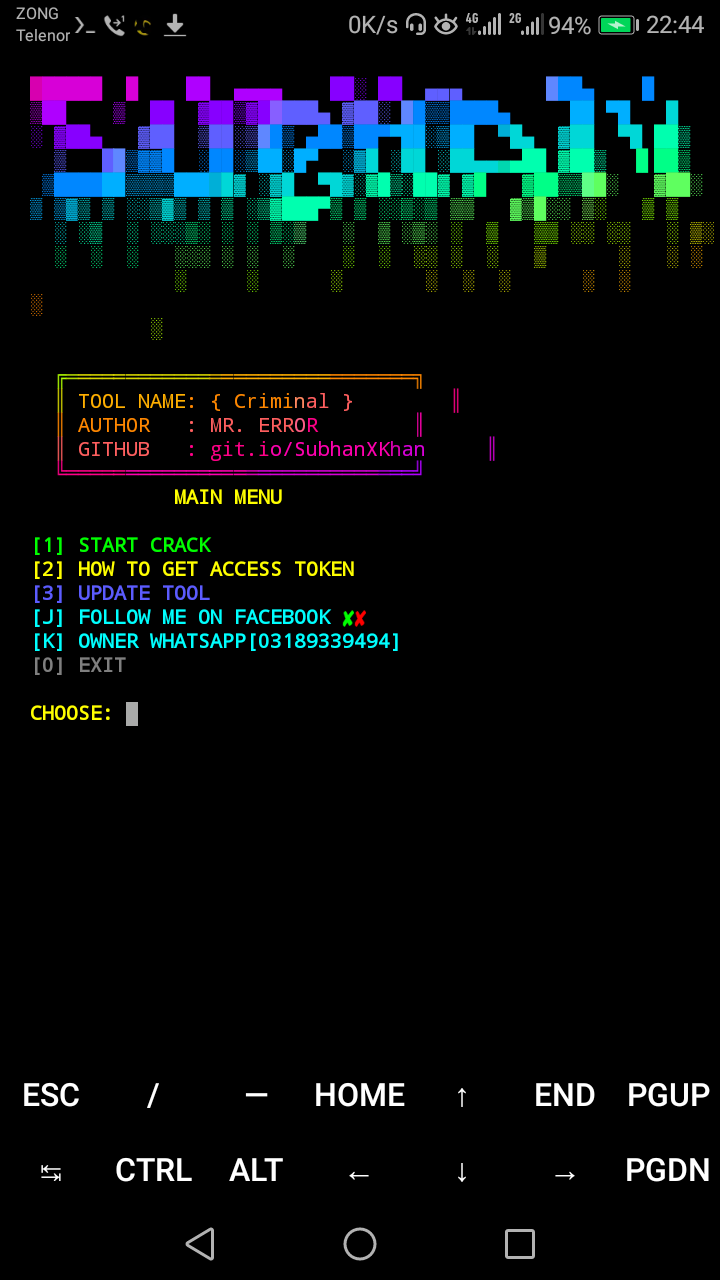 ZONG
Telenor
0K/s 4G 2G 94% 22:44
TOOL NAME: { Criminal }
AUTHOR : MR. ERROR
GITHUB : git.io/SubhanXKhan
MAIN MENU
[1] START CRACK
[2] HOW TO GET ACCESS TOKEN
[3] UPDATE TOOL
[J] FOLLOW ME ON FACEBOOK ✘✘
[K] OWNER WHATSAPP[03189339494]
[0] EXIT
CHOOSE:
ESC / — HOME ↑ END PGUP
↹ CTRL ALT ← ↓ → PGDN